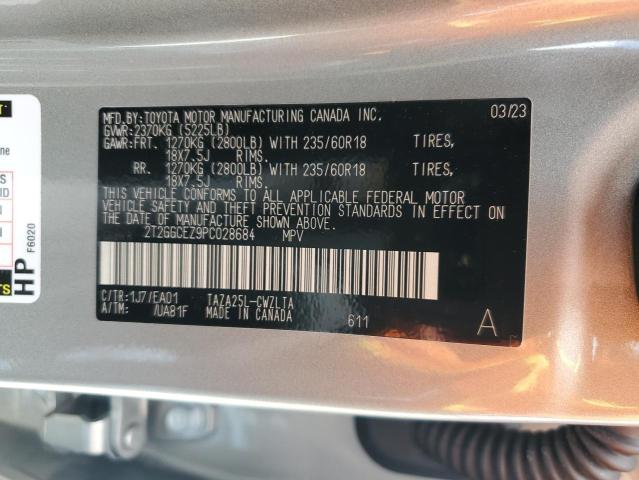 MFD.BY:TOYOTA MOTOR MANUFACTURING CANADA INC. 03/23
GVWR:2370KG (5225LB)
GAWR:FRT. 1270KG (2800LB) WITH 235/60R18 TIRES,
18X7.5J RIMS.
RR. 1270KG (2800LB) WITH 235/60R18 TIRES,
18X7.5J RIMS.
THIS VEHICLE CONFORMS TO ALL APPLICABLE FEDERAL MOTOR
VEHICLE SAFETY AND THEFT PREVENTION STANDARDS IN EFFECT ON
THE DATE OF MANUFACTURE SHOWN ABOVE.
2T2GGCEZ9PC028684 MPV
C/TR:1J7/EA01 TAZA25L-CWZLTA
A/TM: /UA81F MADE IN CANADA 611 A
HP
F6020